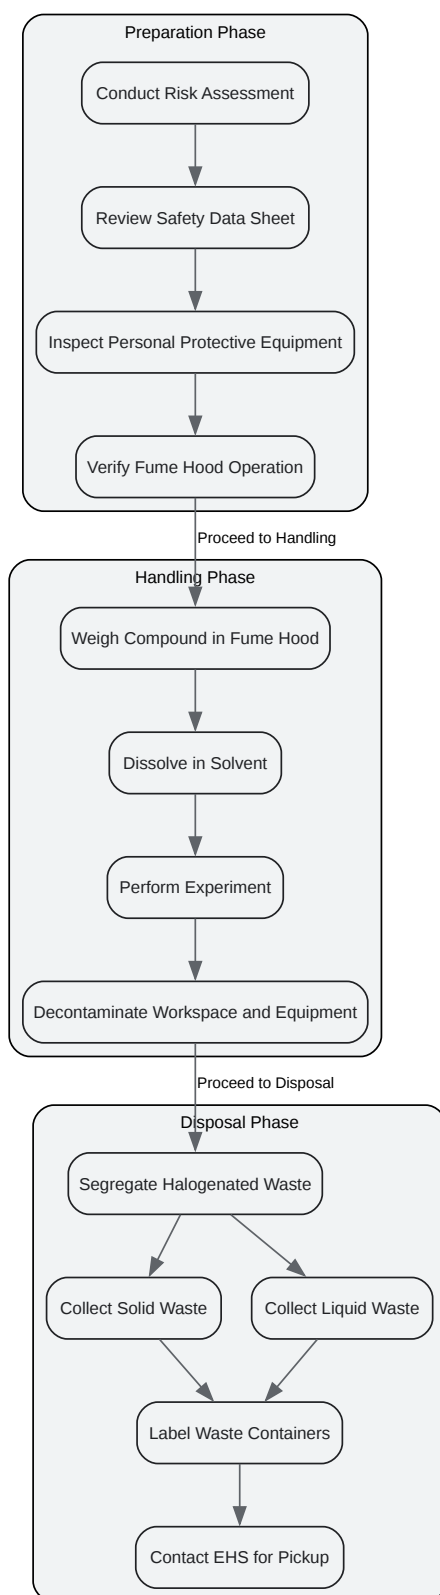 Preparation Phase
Conduct Risk Assessment
Review Safety Data Sheet
Inspect Personal Protective Equipment
Verify Fume Hood Operation
Proceed to Handling
Handling Phase
Weigh Compound in Fume Hood
Dissolve in Solvent
Perform Experiment
Decontaminate Workspace and Equipment
Proceed to Disposal
Disposal Phase
Segregate Halogenated Waste
Collect Solid Waste
Collect Liquid Waste
Label Waste Containers
Contact EHS for Pickup